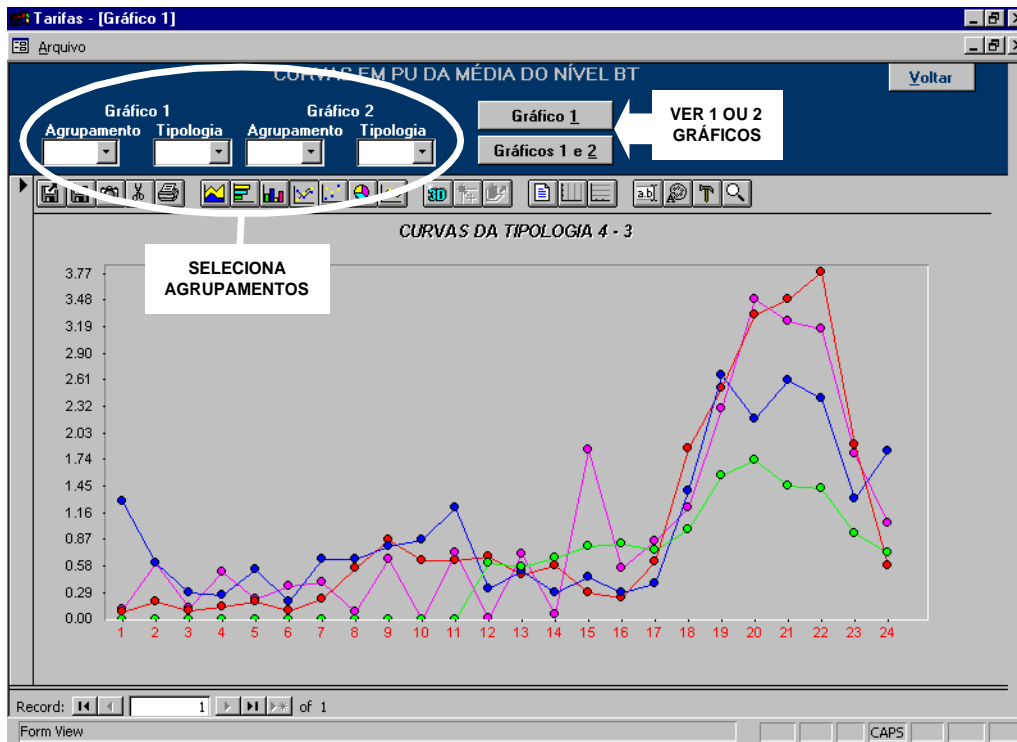 Tarifas - [Gráfico 1]
Arquivo
CURVAS EM PU DA MÉDIA DO NÍVEL BT
Voltar
Gráfico 1
Gráfico 2
Agrupamento Tipologia Agrupamento Tipologia
Gráfico 1
Gráficos 1 e 2
VER 1 OU 2
GRÁFICOS
3D
a.b
CURVAS DA TIPOLOGIA 4 - 3
SELECIONA
AGRUPAMENTOS
3.77
3.48
3.19
2.90
2.61
2.32
2.03
1.74
1.45
1.16
0.87
0.58
0.29
0.00
1 2 3 4 5 6 7 8 9 10 11 12 13 14 15 16 17 18 19 20 21 22 23 24
Record: 1 of 1
Form View
CAPS